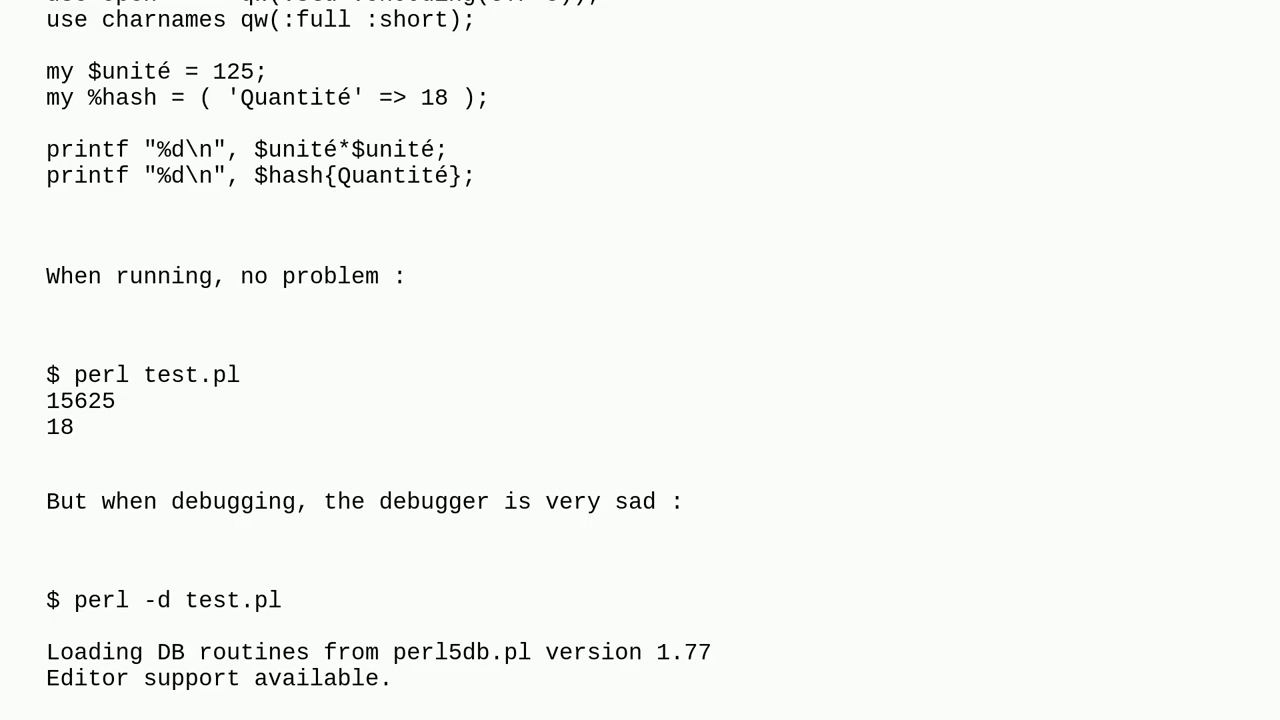 use charnames qw(:full :short);
my $unité = 125;
my %hash = ( 'Quantité' => 18 );
printf "%d\n", $unité*$unité;
printf "%d\n", $hash{Quantité};
When running, no problem :
$ perl test.pl
15625
18
But when debugging, the debugger is very sad :
$ perl -d test.pl
Loading DB routines from perl5db.pl version 1.77
Editor support available.